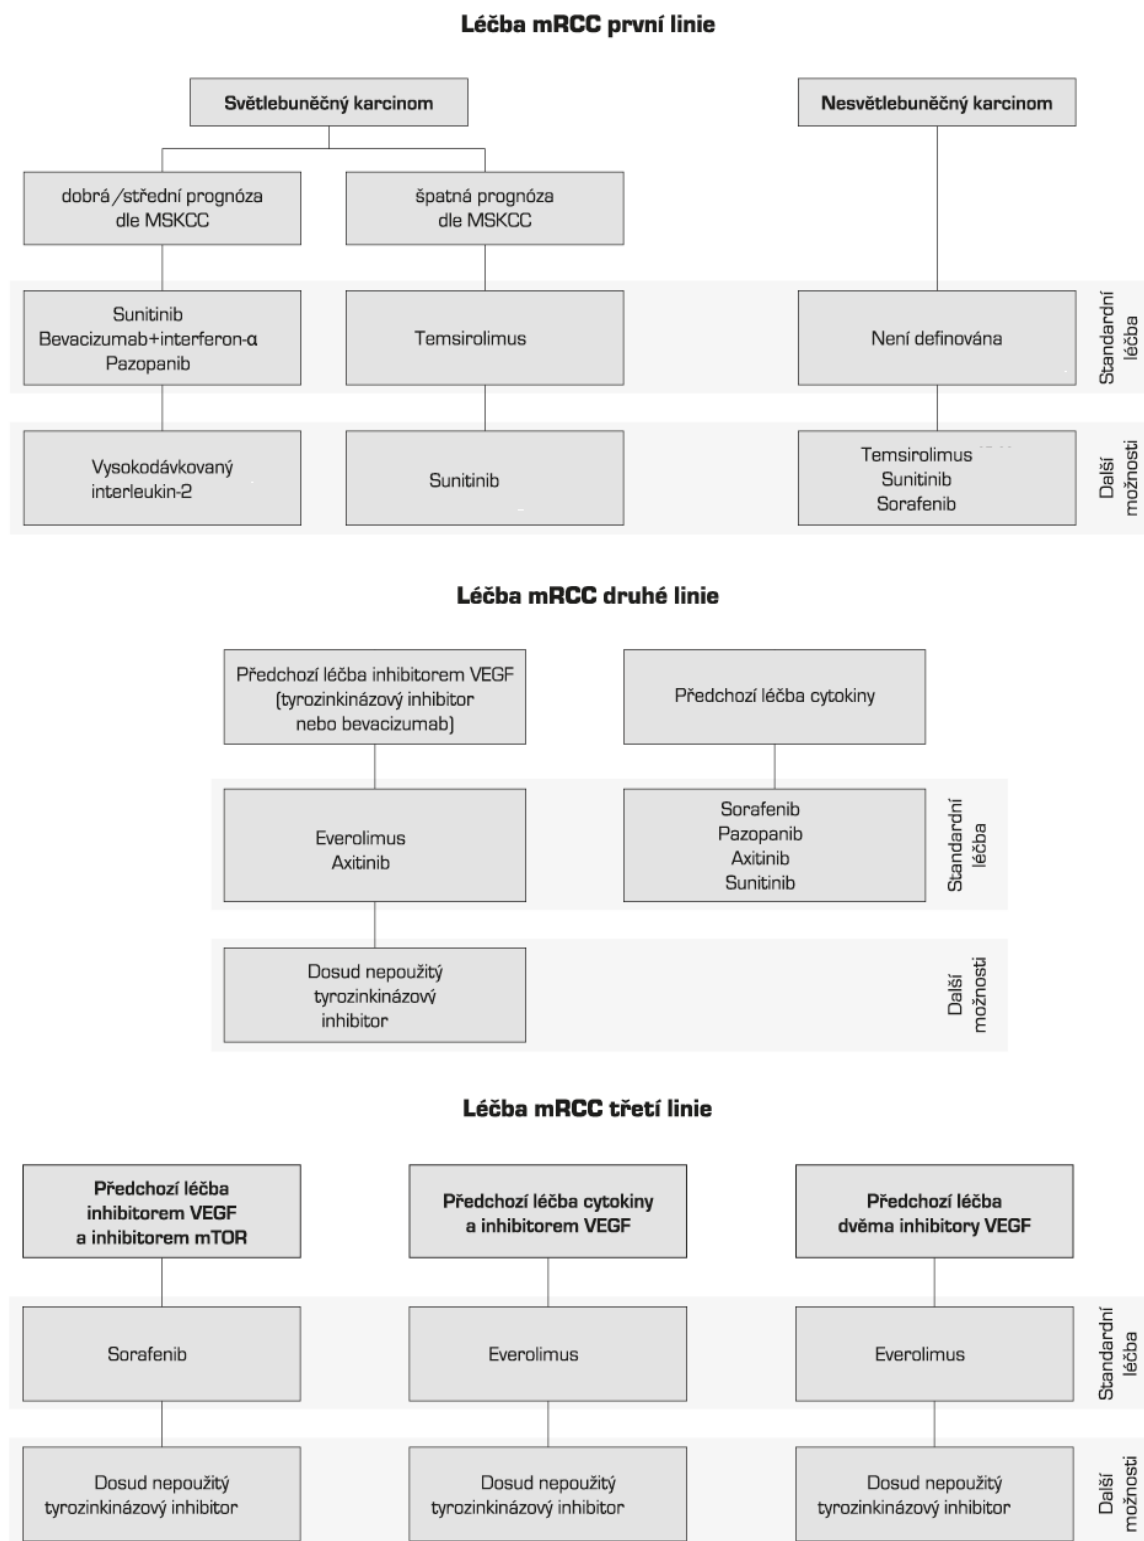 Léčba mRCC první linie
Světlebuněčný karcinom
Nesvětlebuněčný karcinom
dobrá/střední prognóza
dle MSKCC
špatná prognóza
dle MSKCC
Sunitinib
Bevacizumab+interferon-α
Pazopanib
Temsirolimus
Není definována
Standardní
léčba
Vysokodávkovaný
interleukin-2
Sunitinib
Temsirolimus
Sunitinib
Sorafenib
Další
možnosti
Léčba mRCC druhé linie
Předchozí léčba inhibitorem VEGF
(tyrozinkinázový inhibitor
nebo bevacizumab)
Předchozí léčba cytokiny
Everolimus
Axitinib
Sorafenib
Pazopanib
Axitinib
Sunitinib
Standardní
léčba
Dosud nepoužitý
tyrozinkinázový
inhibitor
Další
možnosti
Léčba mRCC třetí linie
Předchozí léčba
inhibitorem VEGF
a inhibitorem mTOR
Předchozí léčba cytokiny
a inhibitorem VEGF
Předchozí léčba
dvěma inhibitory VEGF
Sorafenib
Everolimus
Everolimus
Standardní
léčba
Dosud nepoužitý
tyrozinkinázový inhibitor
Dosud nepoužitý
tyrozinkinázový inhibitor
Dosud nepoužitý
tyrozinkinázový inhibitor
Další
možnosti